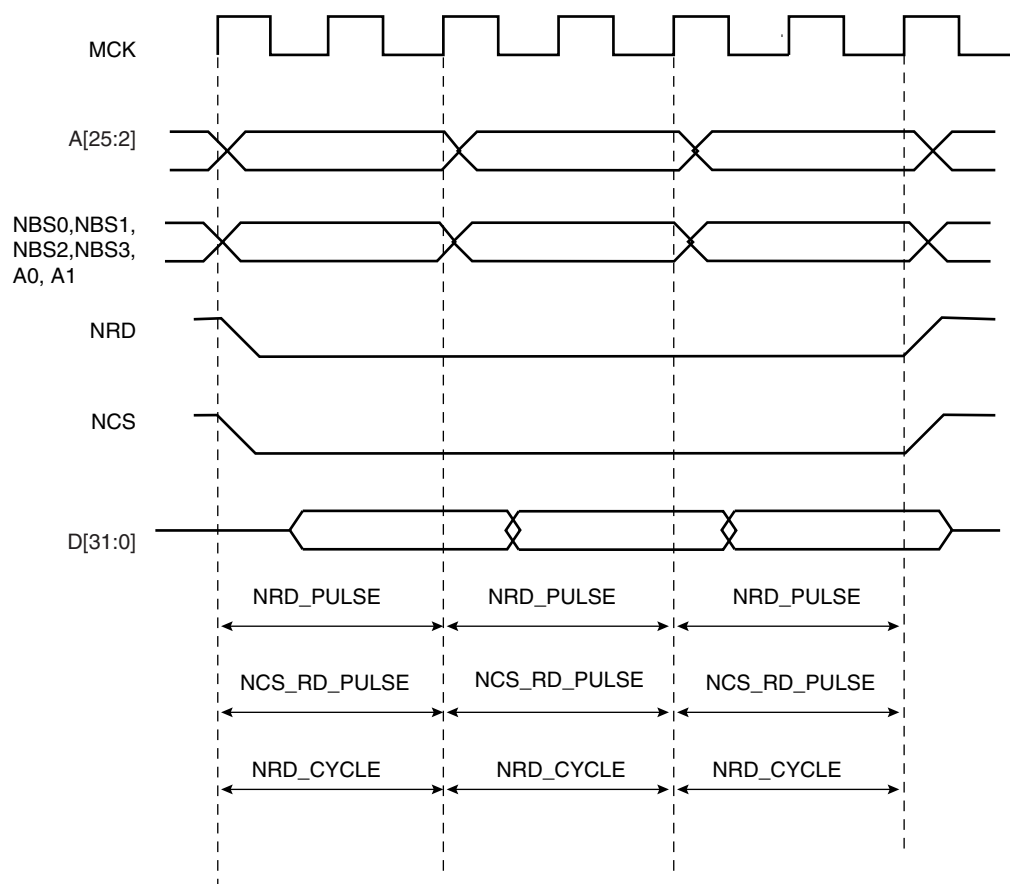 MCK
A[25:2]
NBS0,NBS1,
NBS2,NBS3,
A0, A1
NRD
NCS
D[31:0]
NRD_PULSE NRD_PULSE NRD_PULSE
NCS_RD_PULSE NCS_RD_PULSE NCS_RD_PULSE
NRD_CYCLE NRD_CYCLE NRD_CYCLE